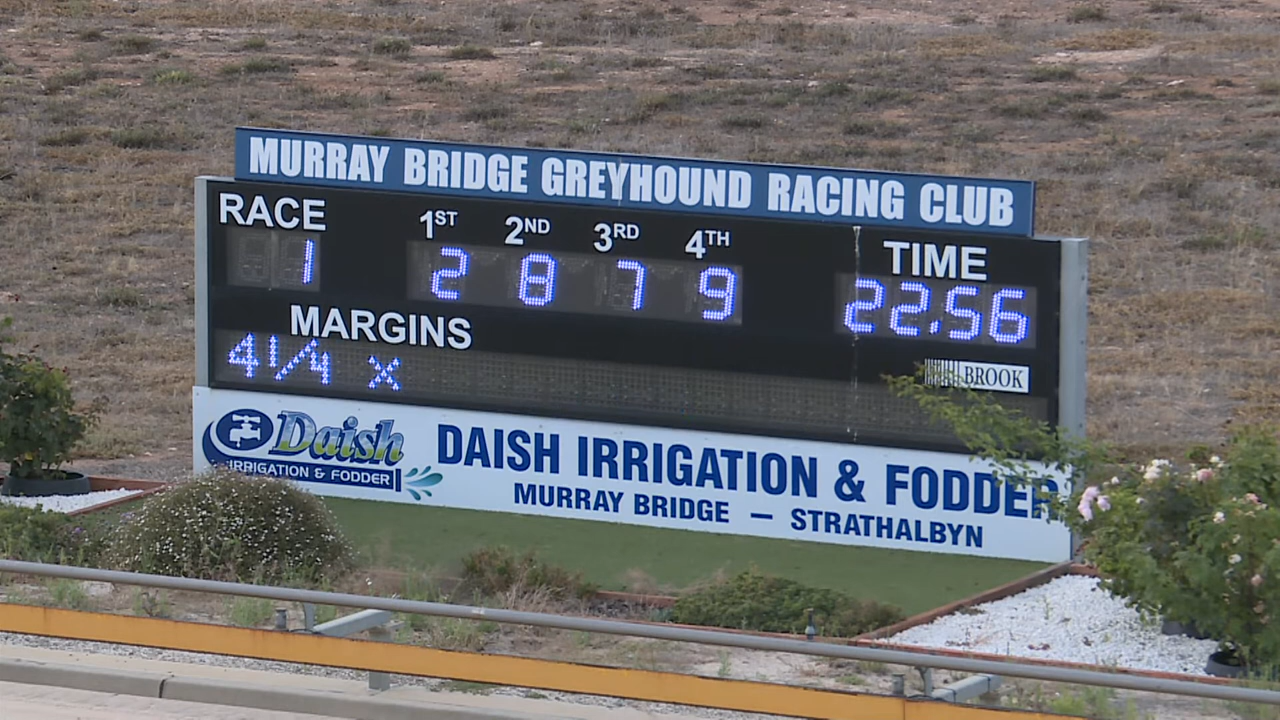 MURRAY BRIDGE GREYHOUND RACING CLUB
RACE 1ST 2ND 3RD 4TH TIME
1 2 8 7 9 22.56
MARGINS
4 1/4 x
BROOK
Daish
IRRIGATION & FODDER
DAISH IRRIGATION & FODDER
MURRAY BRIDGE – STRATHALBYN